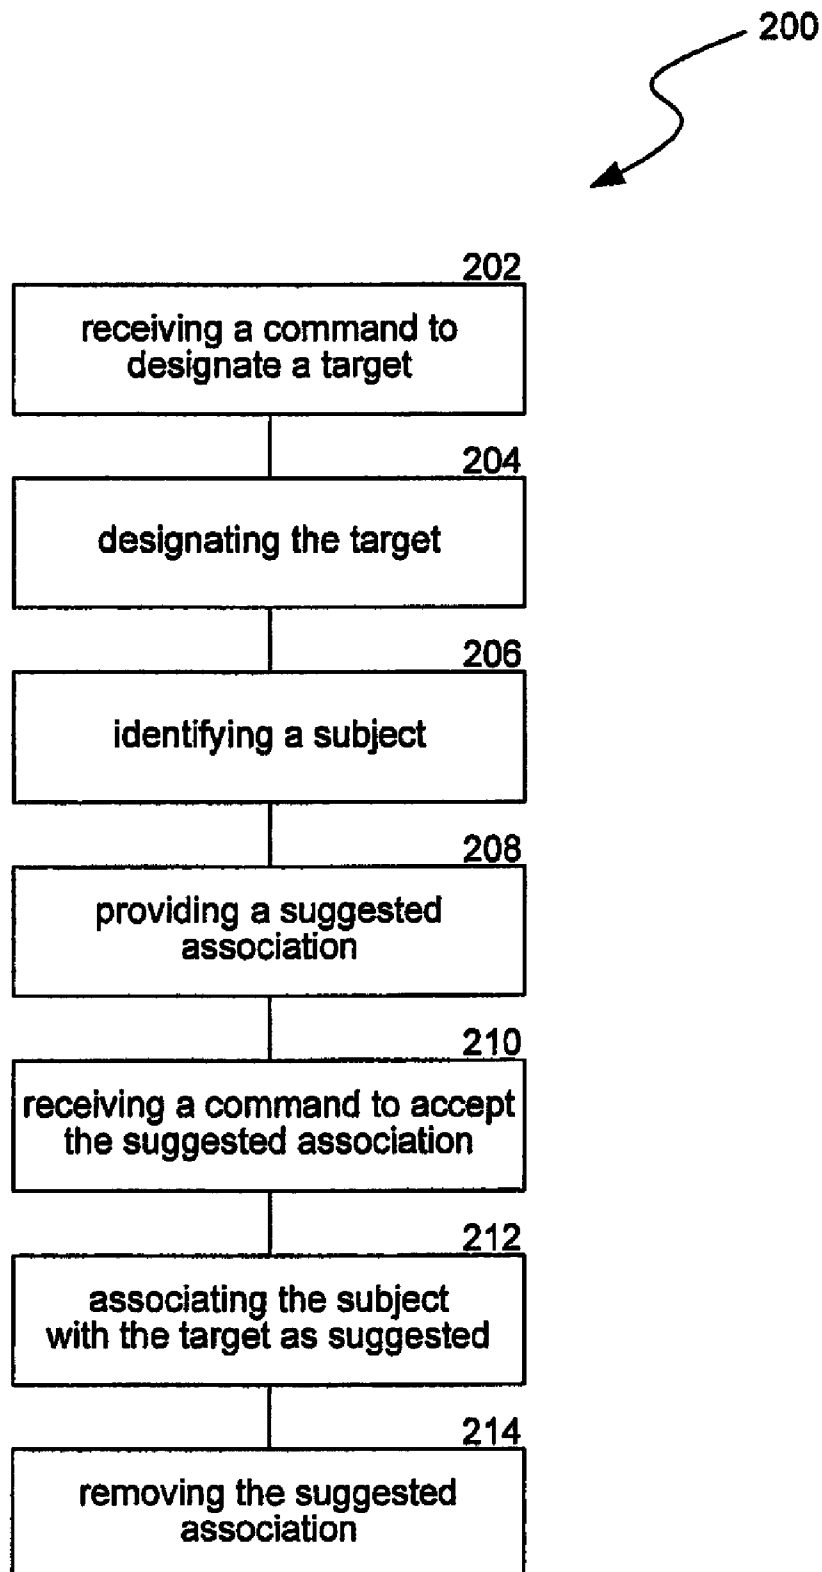 200
202
receiving a command to
designate a target
204
designating the target
206
identifying a subject
208
providing a suggested
association
210
receiving a command to accept
the suggested association
212
associating the subject
with the target as suggested
214
removing the suggested
association